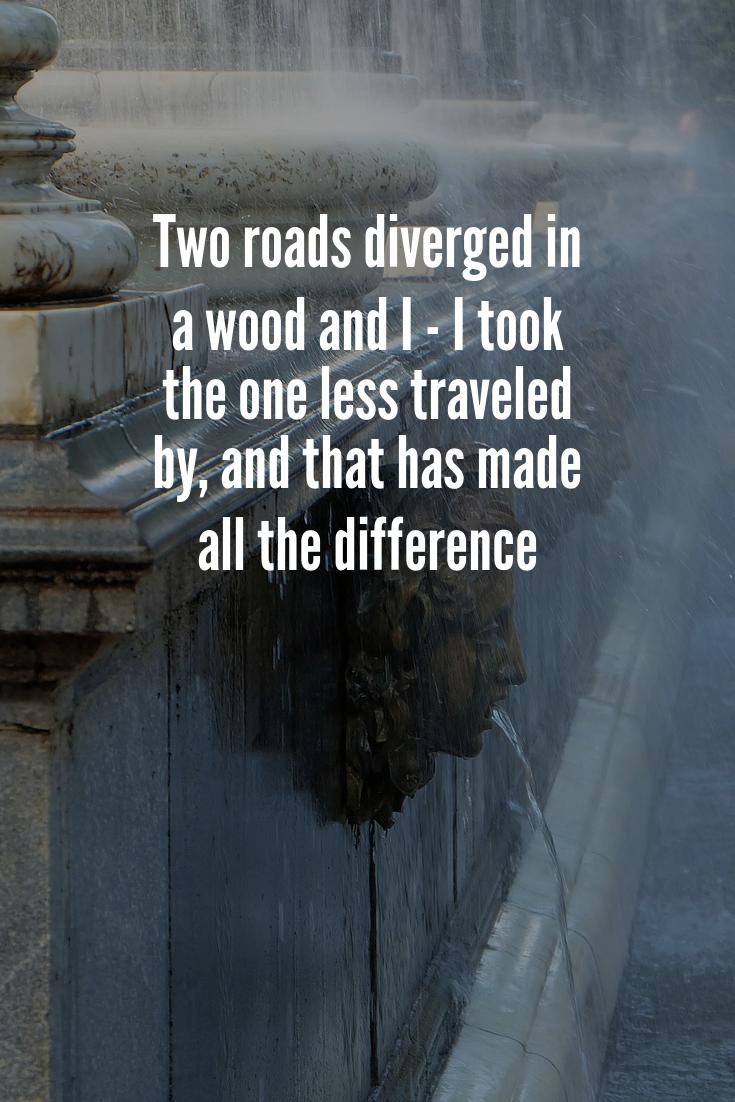 Two roads diverged in
a wood and I - I took
the one less traveled
by, and that has made
all the difference